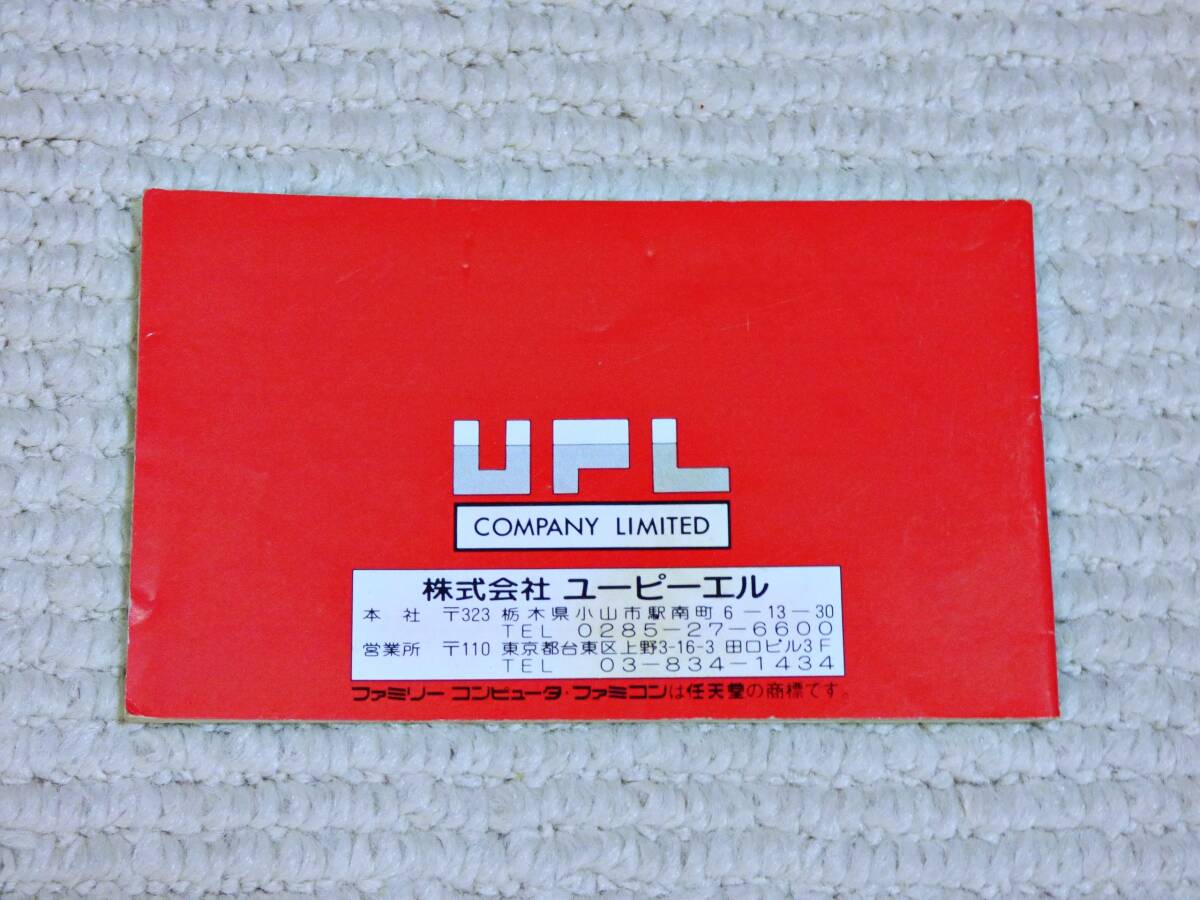 UPL
COMPANY LIMITED
株式会社 ユーピーエル
本社 〒323 栃木県小山市駅南町6-13-30
TEL 0285-27-6600
営業所 〒110 東京都台東区上野3-16-3 田口ビル3F
TEL 03-834-1434
ファミリーコンピュータ・ファミコンは任天堂の商標です。